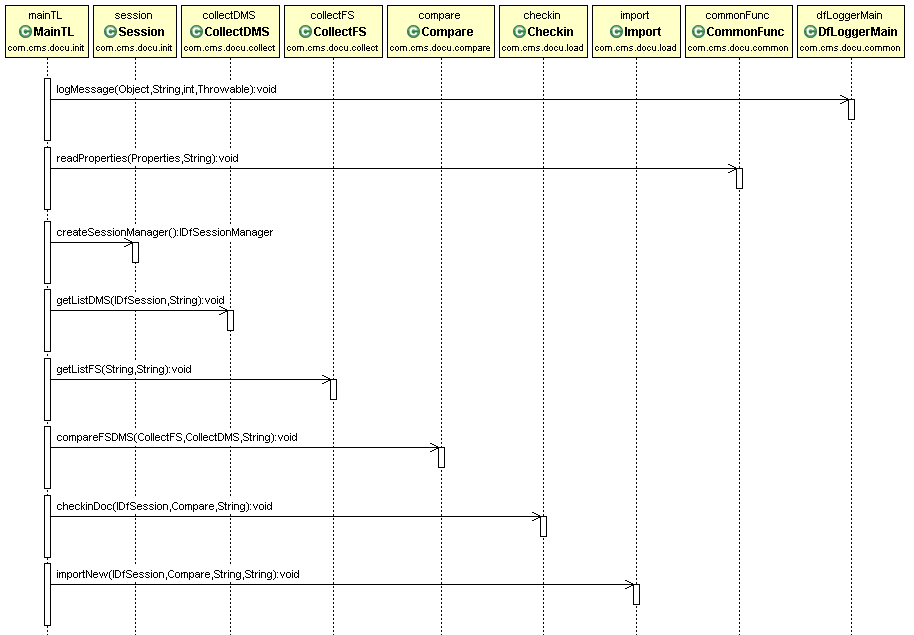 mainTL
MainTL
com.cms.docu.init
session
Session
com.cms.docu.init
collectDMS
CollectDMS
com.cms.docu.collect
collectFS
CollectFS
com.cms.docu.collect
compare
Compare
com.cms.docu.compare
checkin
Checkin
com.cms.docu.load
import
Import
com.cms.docu.load
commonFunc
CommonFunc
com.cms.docu.common
dfLoggerMain
DfLoggerMain
com.cms.docu.common
logMessage(Object,String,int,Throwable):void
readProperties(Properties,String):void
createSessionManager():IDfSessionManager
getListDMS(IDfSession,String):void
getListFS(String,String):void
compareFSDMS(CollectFS,CollectDMS,String):void
checkinDoc(IDfSession,Compare,String):void
importNew(IDfSession,Compare,String,String):void